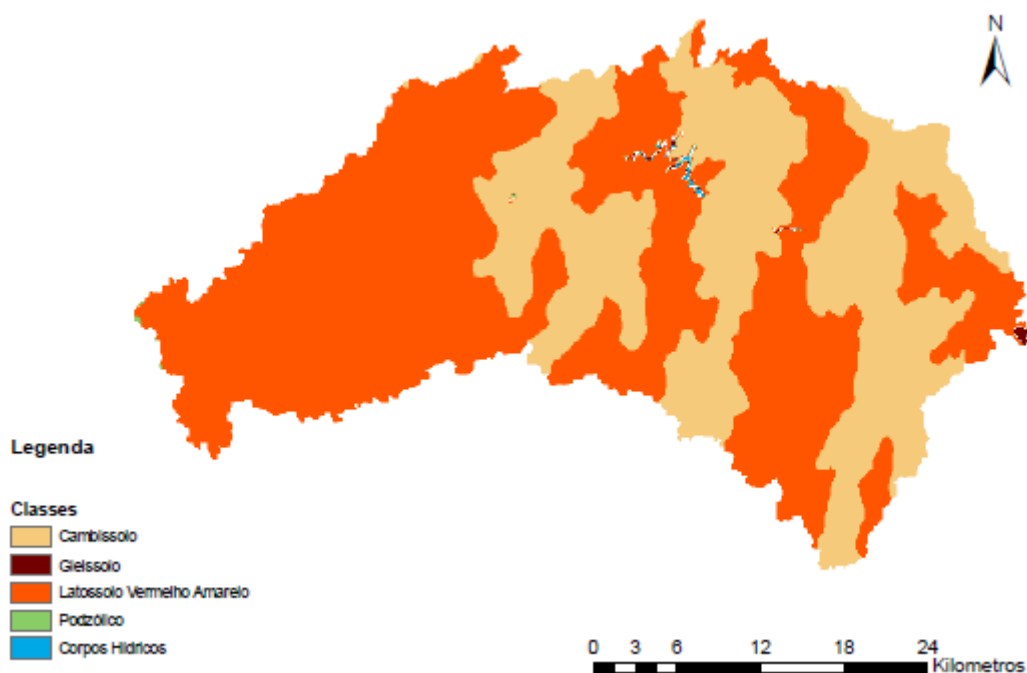 N
Legenda
Classes
Cambissolo
Gleissolo
Latossolo Vermelho Amarelo
Podzólico
Corpos Hídricos
0 3 6 12 18 24
Kilometros